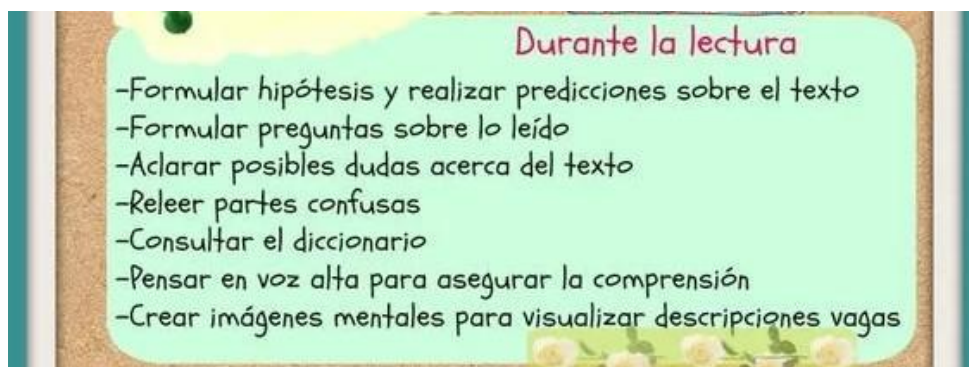 Durante la lectura
-Formular hipótesis y realizar predicciones sobre el texto
-Formular preguntas sobre lo leído
-Aclarar posibles dudas acerca del texto
-Releer partes confusas
-Consultar el diccionario
-Pensar en voz alta para asegurar la comprensión
-Crear imágenes mentales para visualizar descripciones vagas